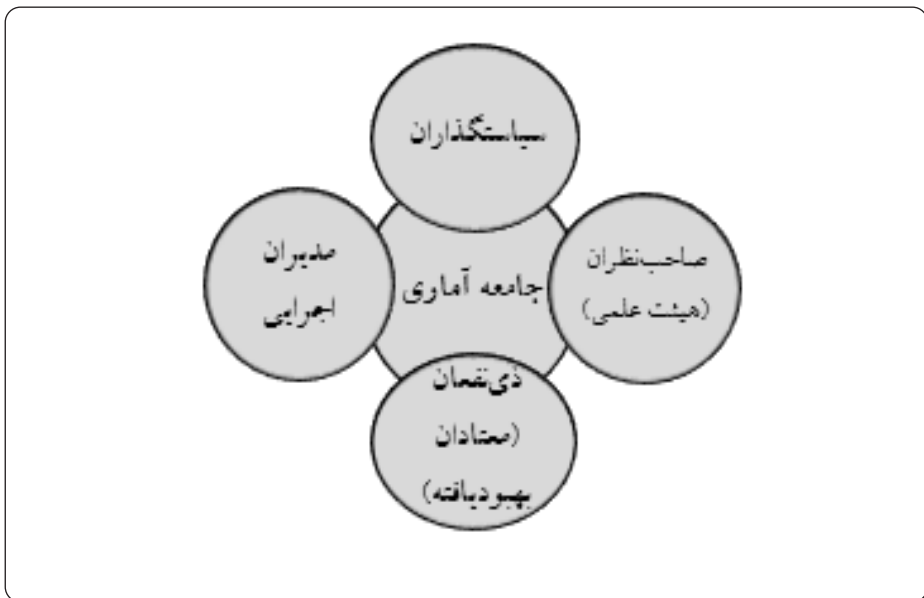 سیاستگذاران
صاحب‌نظران
(هیئت علمی)
جامعه آماری
مدیران
اجرایی
ذی‌نفعان
(معتادان
بهبودیافته)